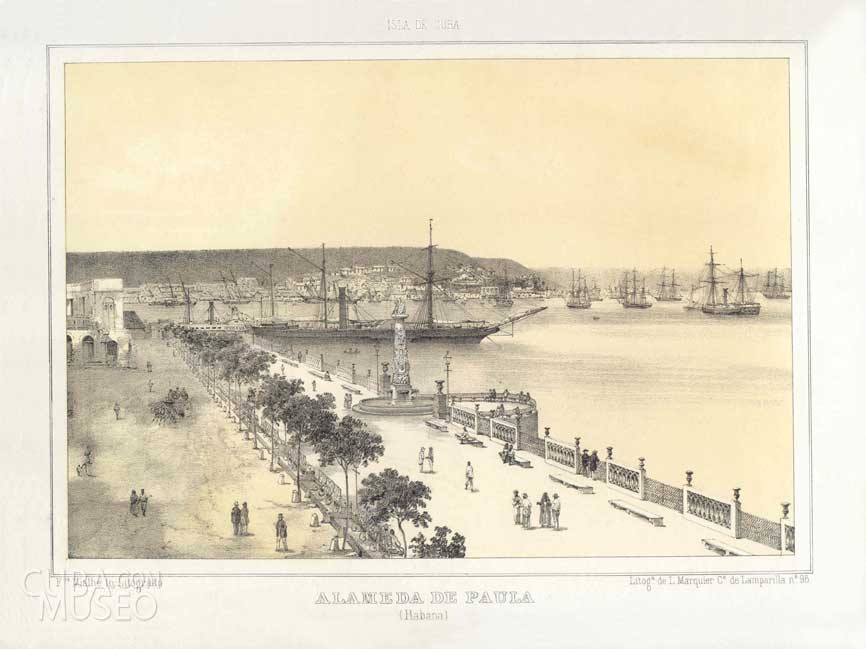 ISLA DE CUBA
Litogª. de L. Marquier Cª. de Lamparilla nº 96.
ALAMEDA DE PAULA
(Habana)
CUBA CON
MUSEO